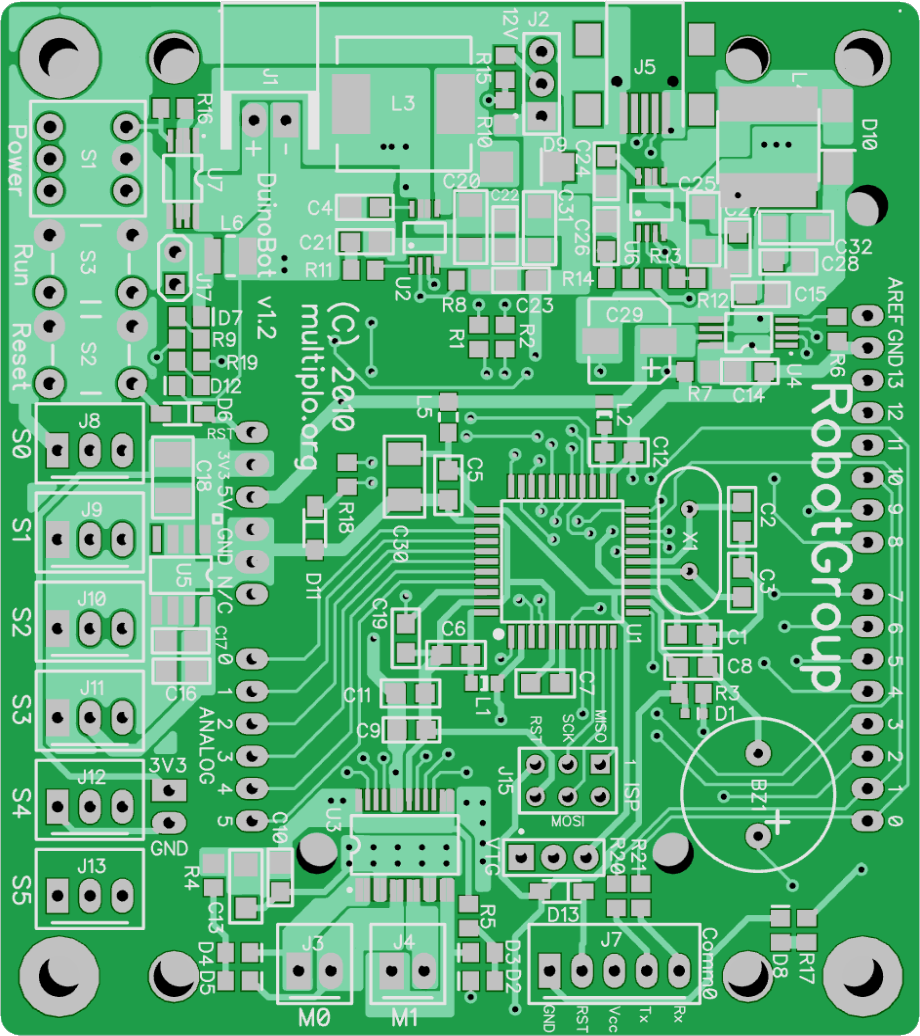 12V
J2
J1
R15
J5
L3
R16
R10
D9
D10
Power
S1
U7
+
-
C24
DuinoBot
v1.2
C20
C22
C31
C25
C27
C4
L6
C21
C26
U6
R13
C32
C28
Run
S3
J17
R11
U2
R8
C23
R14
R12
C15
(C) 2010
multiplo.org
D7
R9
R19
D12
R1
R2
C29
+
U4
R6
AREF
GND
13
12
11
10
9
8
7
6
5
4
3
2
1
0
Reset
S2
D6
RST
R7
C14
RobotGroup
L5
L2
S0
J8
C18
3V3
5V
GND
N/C
C5
C12
R18
C30
D11
S1
J9
X1
C2
C3
U5
S2
J10
C17
C16
C19
C6
U1
C1
C8
0
1
2
3
4
5
ANALOG
S3
J11
C11
C9
L1
C7
R3
D1
RST
SCK
MISO
J15
1
ISP
MOSI
BZ1
+
S4
J12
3V3
GND
U3
C10
VTG
R20
R21
S5
J13
R4
C13
R5
D13
D4
D5
J3
J4
D3
D2
J7
Comm0
D8
R17
M0
M1
GND
RST
Vcc
Tx
Rx